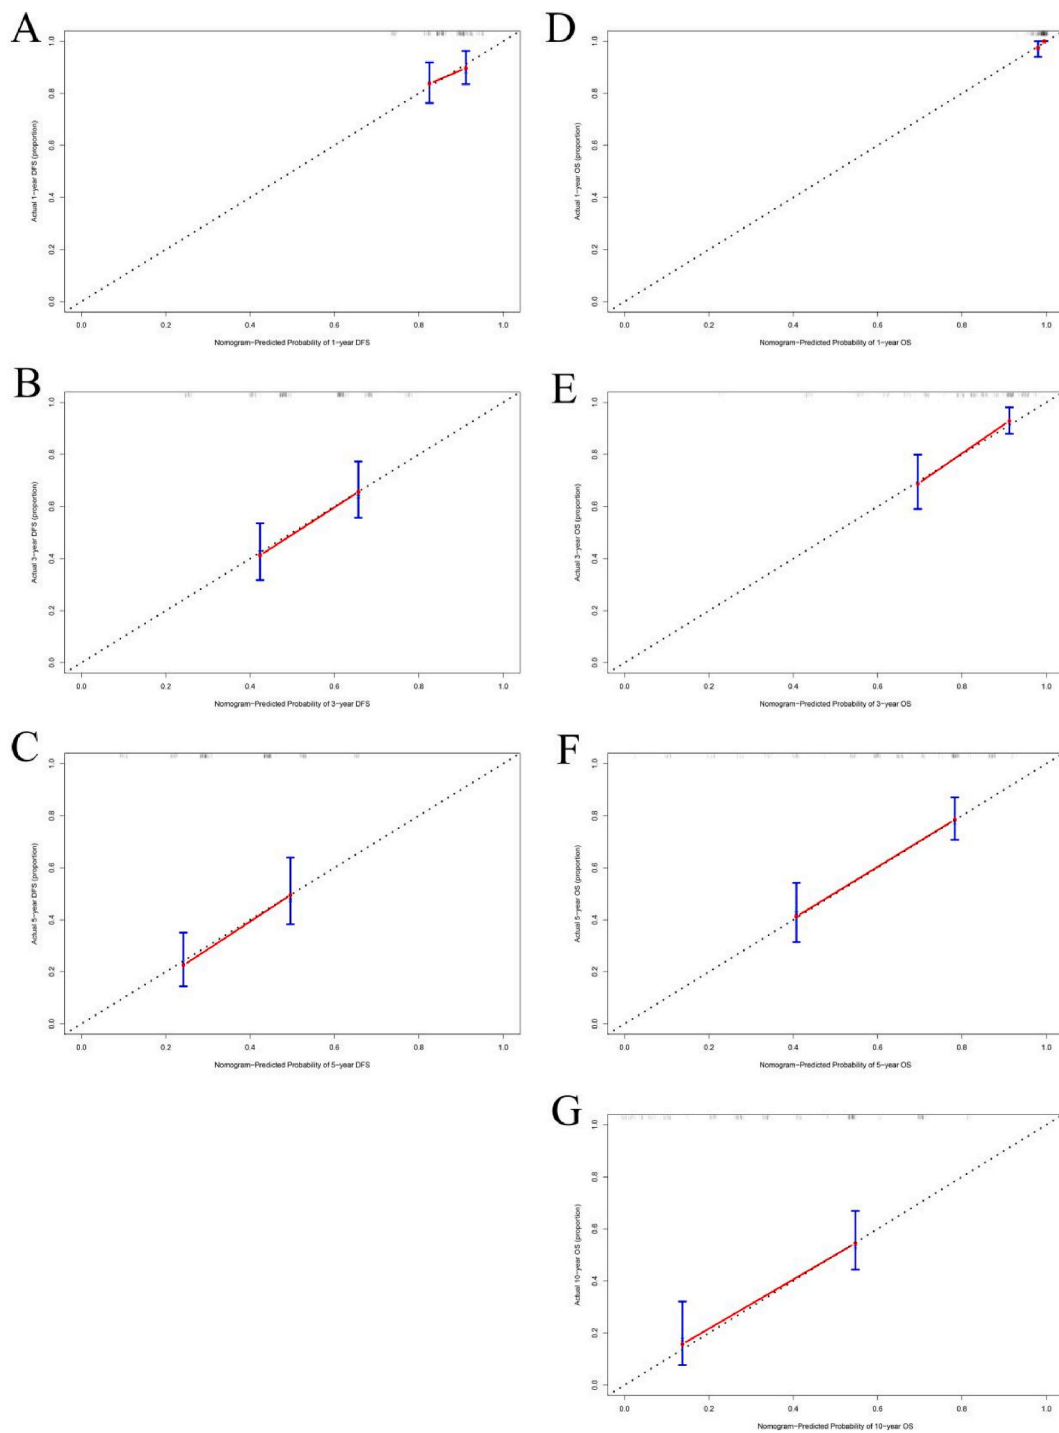 A
Actual 1-year DFS (proportion)
0.0 0.2 0.4 0.6 0.8 1.0
0.0 0.2 0.4 0.6 0.8 1.0
Nomogram-Predicted Probability of 1-year DFS
D
Actual 1-year OS (proportion)
0.0 0.2 0.4 0.6 0.8 1.0
0.0 0.2 0.4 0.6 0.8 1.0
Nomogram-Predicted Probability of 1-year OS
B
Actual 3-year DFS (proportion)
0.0 0.2 0.4 0.6 0.8 1.0
0.0 0.2 0.4 0.6 0.8 1.0
Nomogram-Predicted Probability of 3-year DFS
E
Actual 3-year OS (proportion)
0.0 0.2 0.4 0.6 0.8 1.0
0.0 0.2 0.4 0.6 0.8 1.0
Nomogram-Predicted Probability of 3-year OS
C
Actual 5-year DFS (proportion)
0.0 0.2 0.4 0.6 0.8 1.0
0.0 0.2 0.4 0.6 0.8 1.0
Nomogram-Predicted Probability of 5-year DFS
F
Actual 5-year OS (proportion)
0.0 0.2 0.4 0.6 0.8 1.0
0.0 0.2 0.4 0.6 0.8 1.0
Nomogram-Predicted Probability of 5-year OS
G
Actual 10-year OS (proportion)
0.0 0.2 0.4 0.6 0.8 1.0
0.0 0.2 0.4 0.6 0.8 1.0
Nomogram-Predicted Probability of 10-year OS